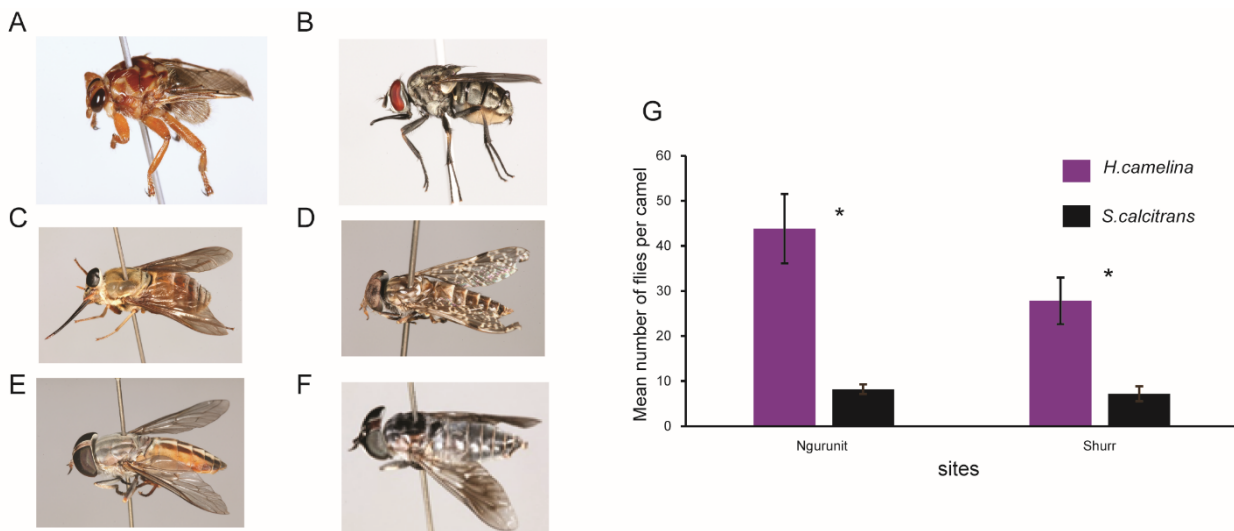 A
B
C
D
E
F
G
H.camelina
S.calcitrans
*
*
Mean number of flies per camel
60
50
40
30
20
10
0
Ngurunit
Shurr
sites